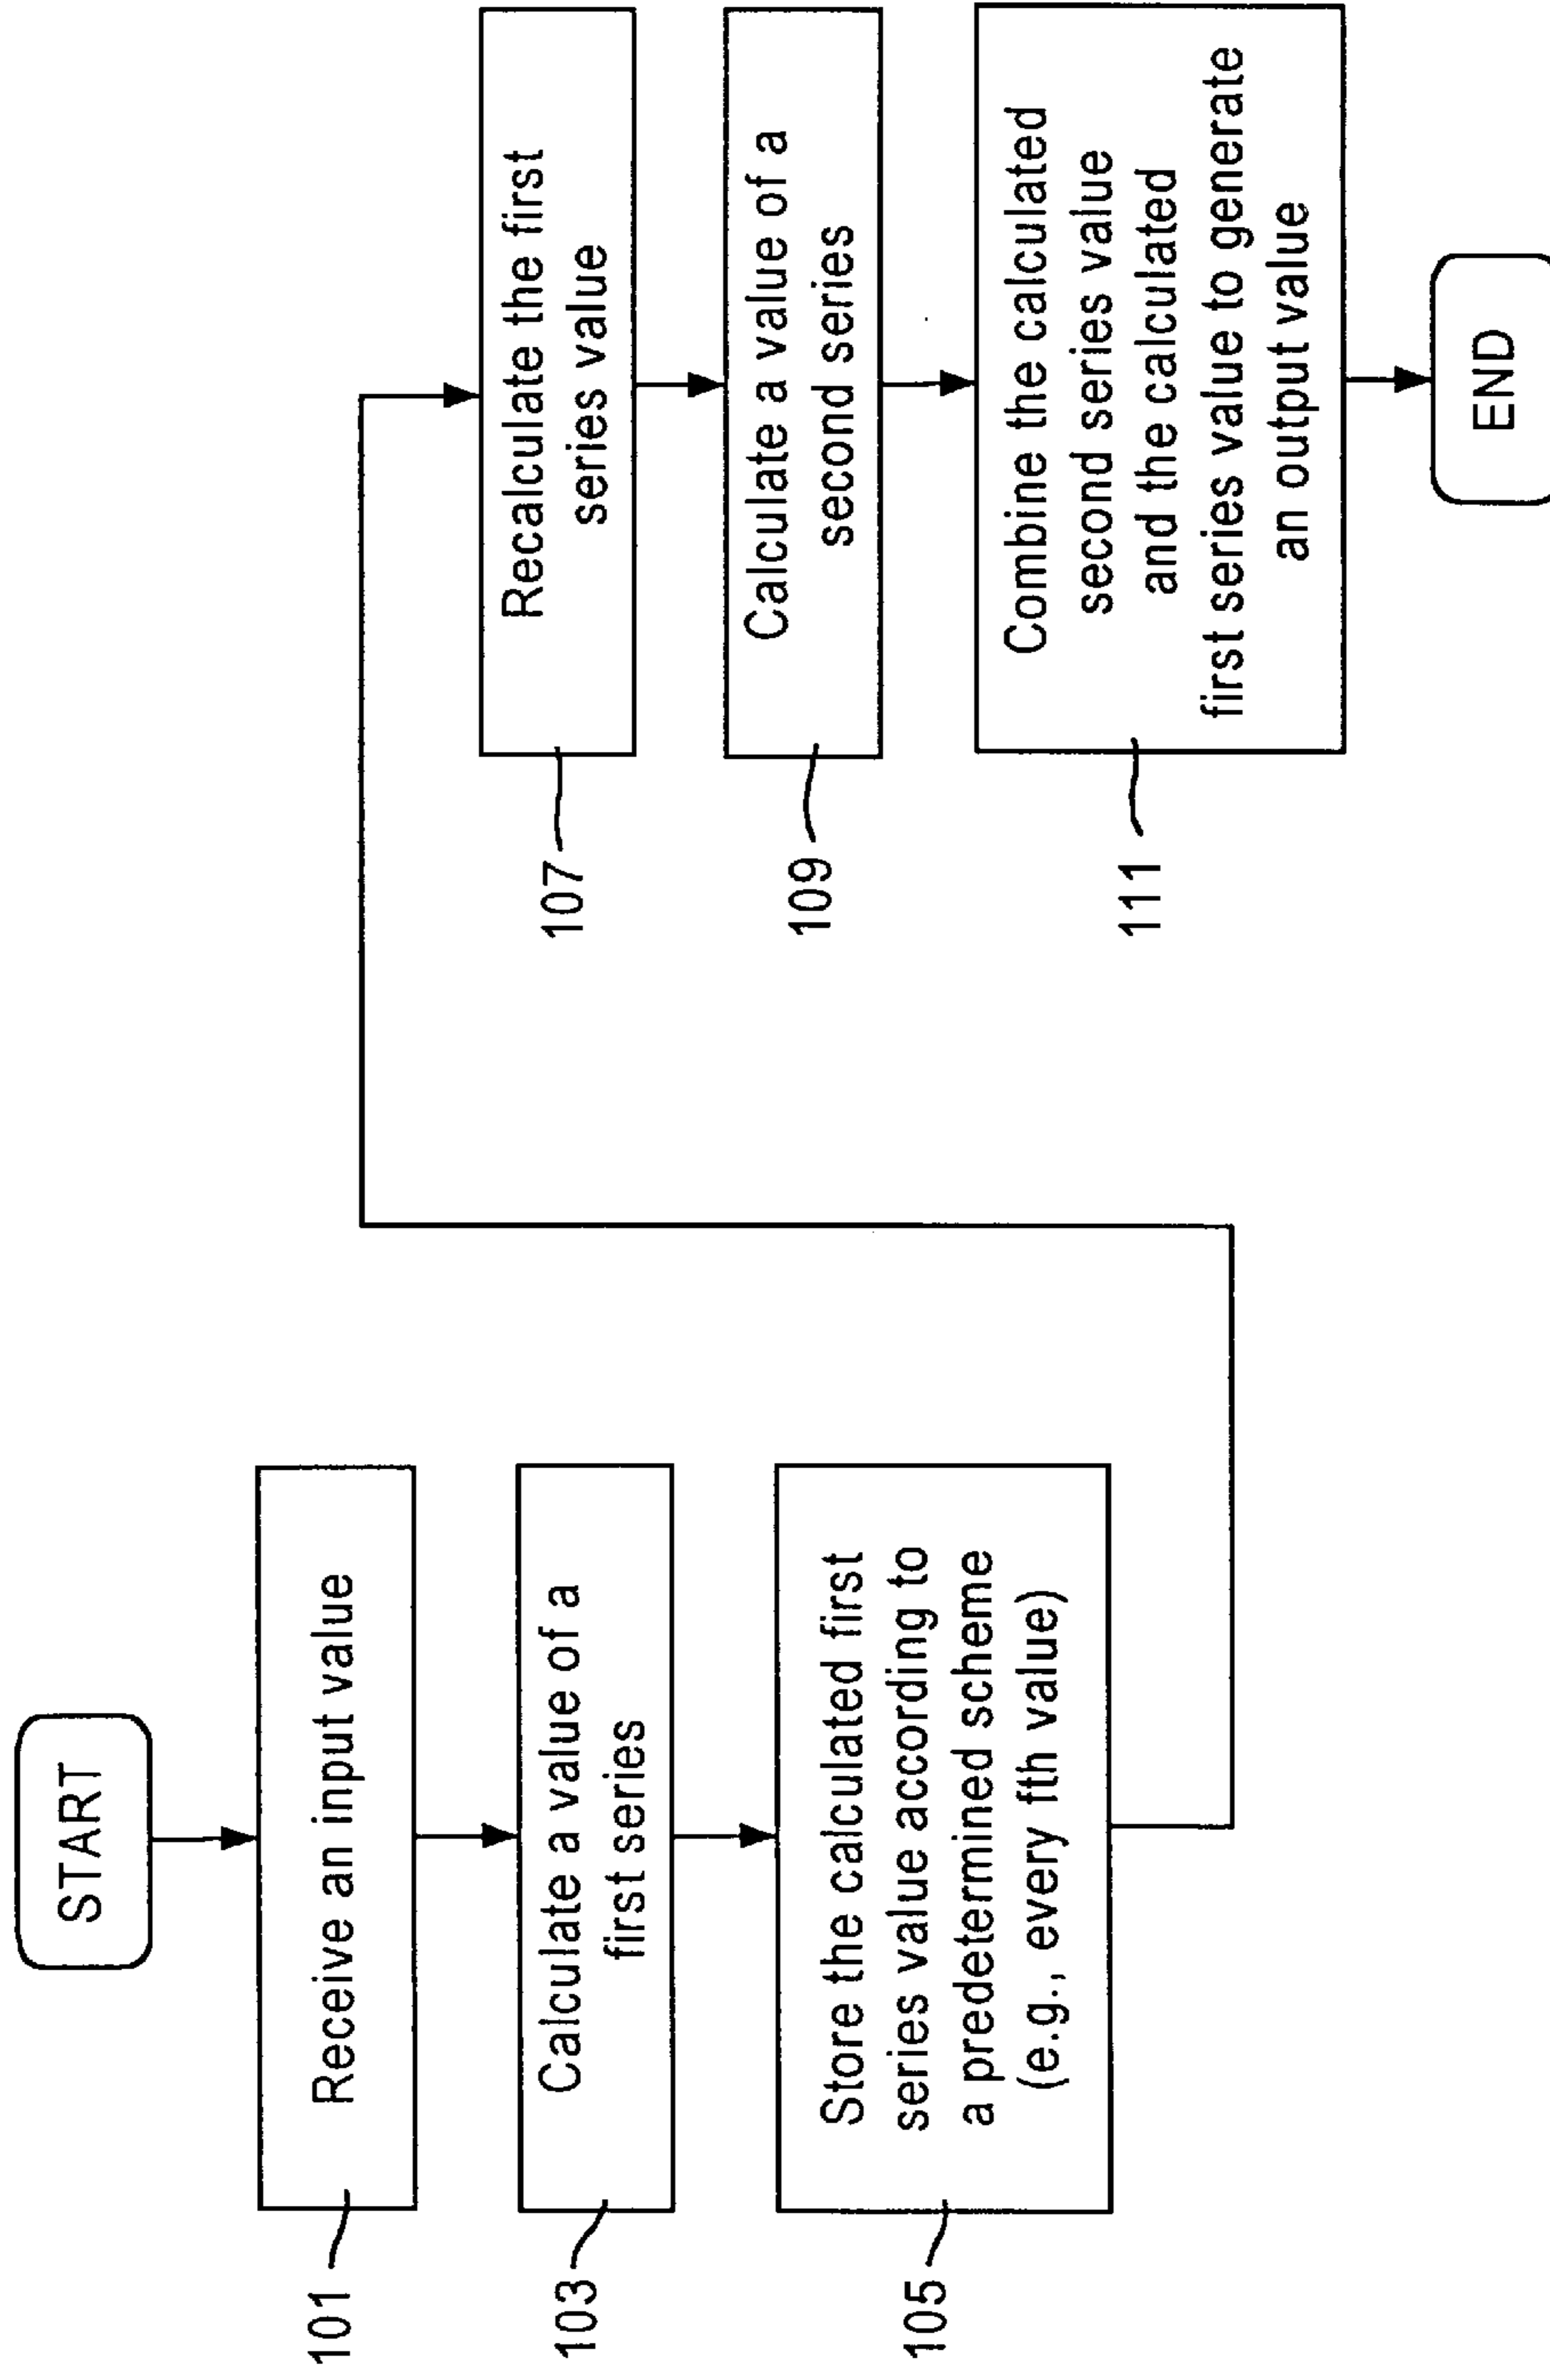 START
Receive an input value
101
Calculate a value of a
first series
103
Store the calculated first
series value according to
a predetermined scheme
(e.g., every fth value)
105
Recalculate the first
series value
107
Calculate a value of a
second series
109
Combine the calculated
second series value
and the calculated
first series value to generate
an output value
111
END